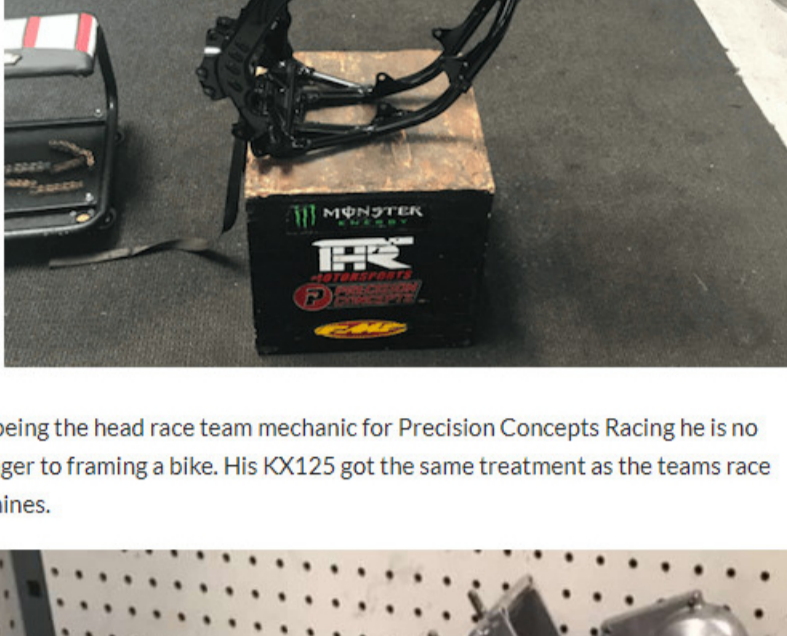 MONSTER
ENERGY
THR
MOTORSPORTS
P PRECISION
CONCEPTS
FMF
being the head race team mechanic for Precision Concepts Racing he is no
ger to framing a bike. His KX125 got the same treatment as the teams race
ines.